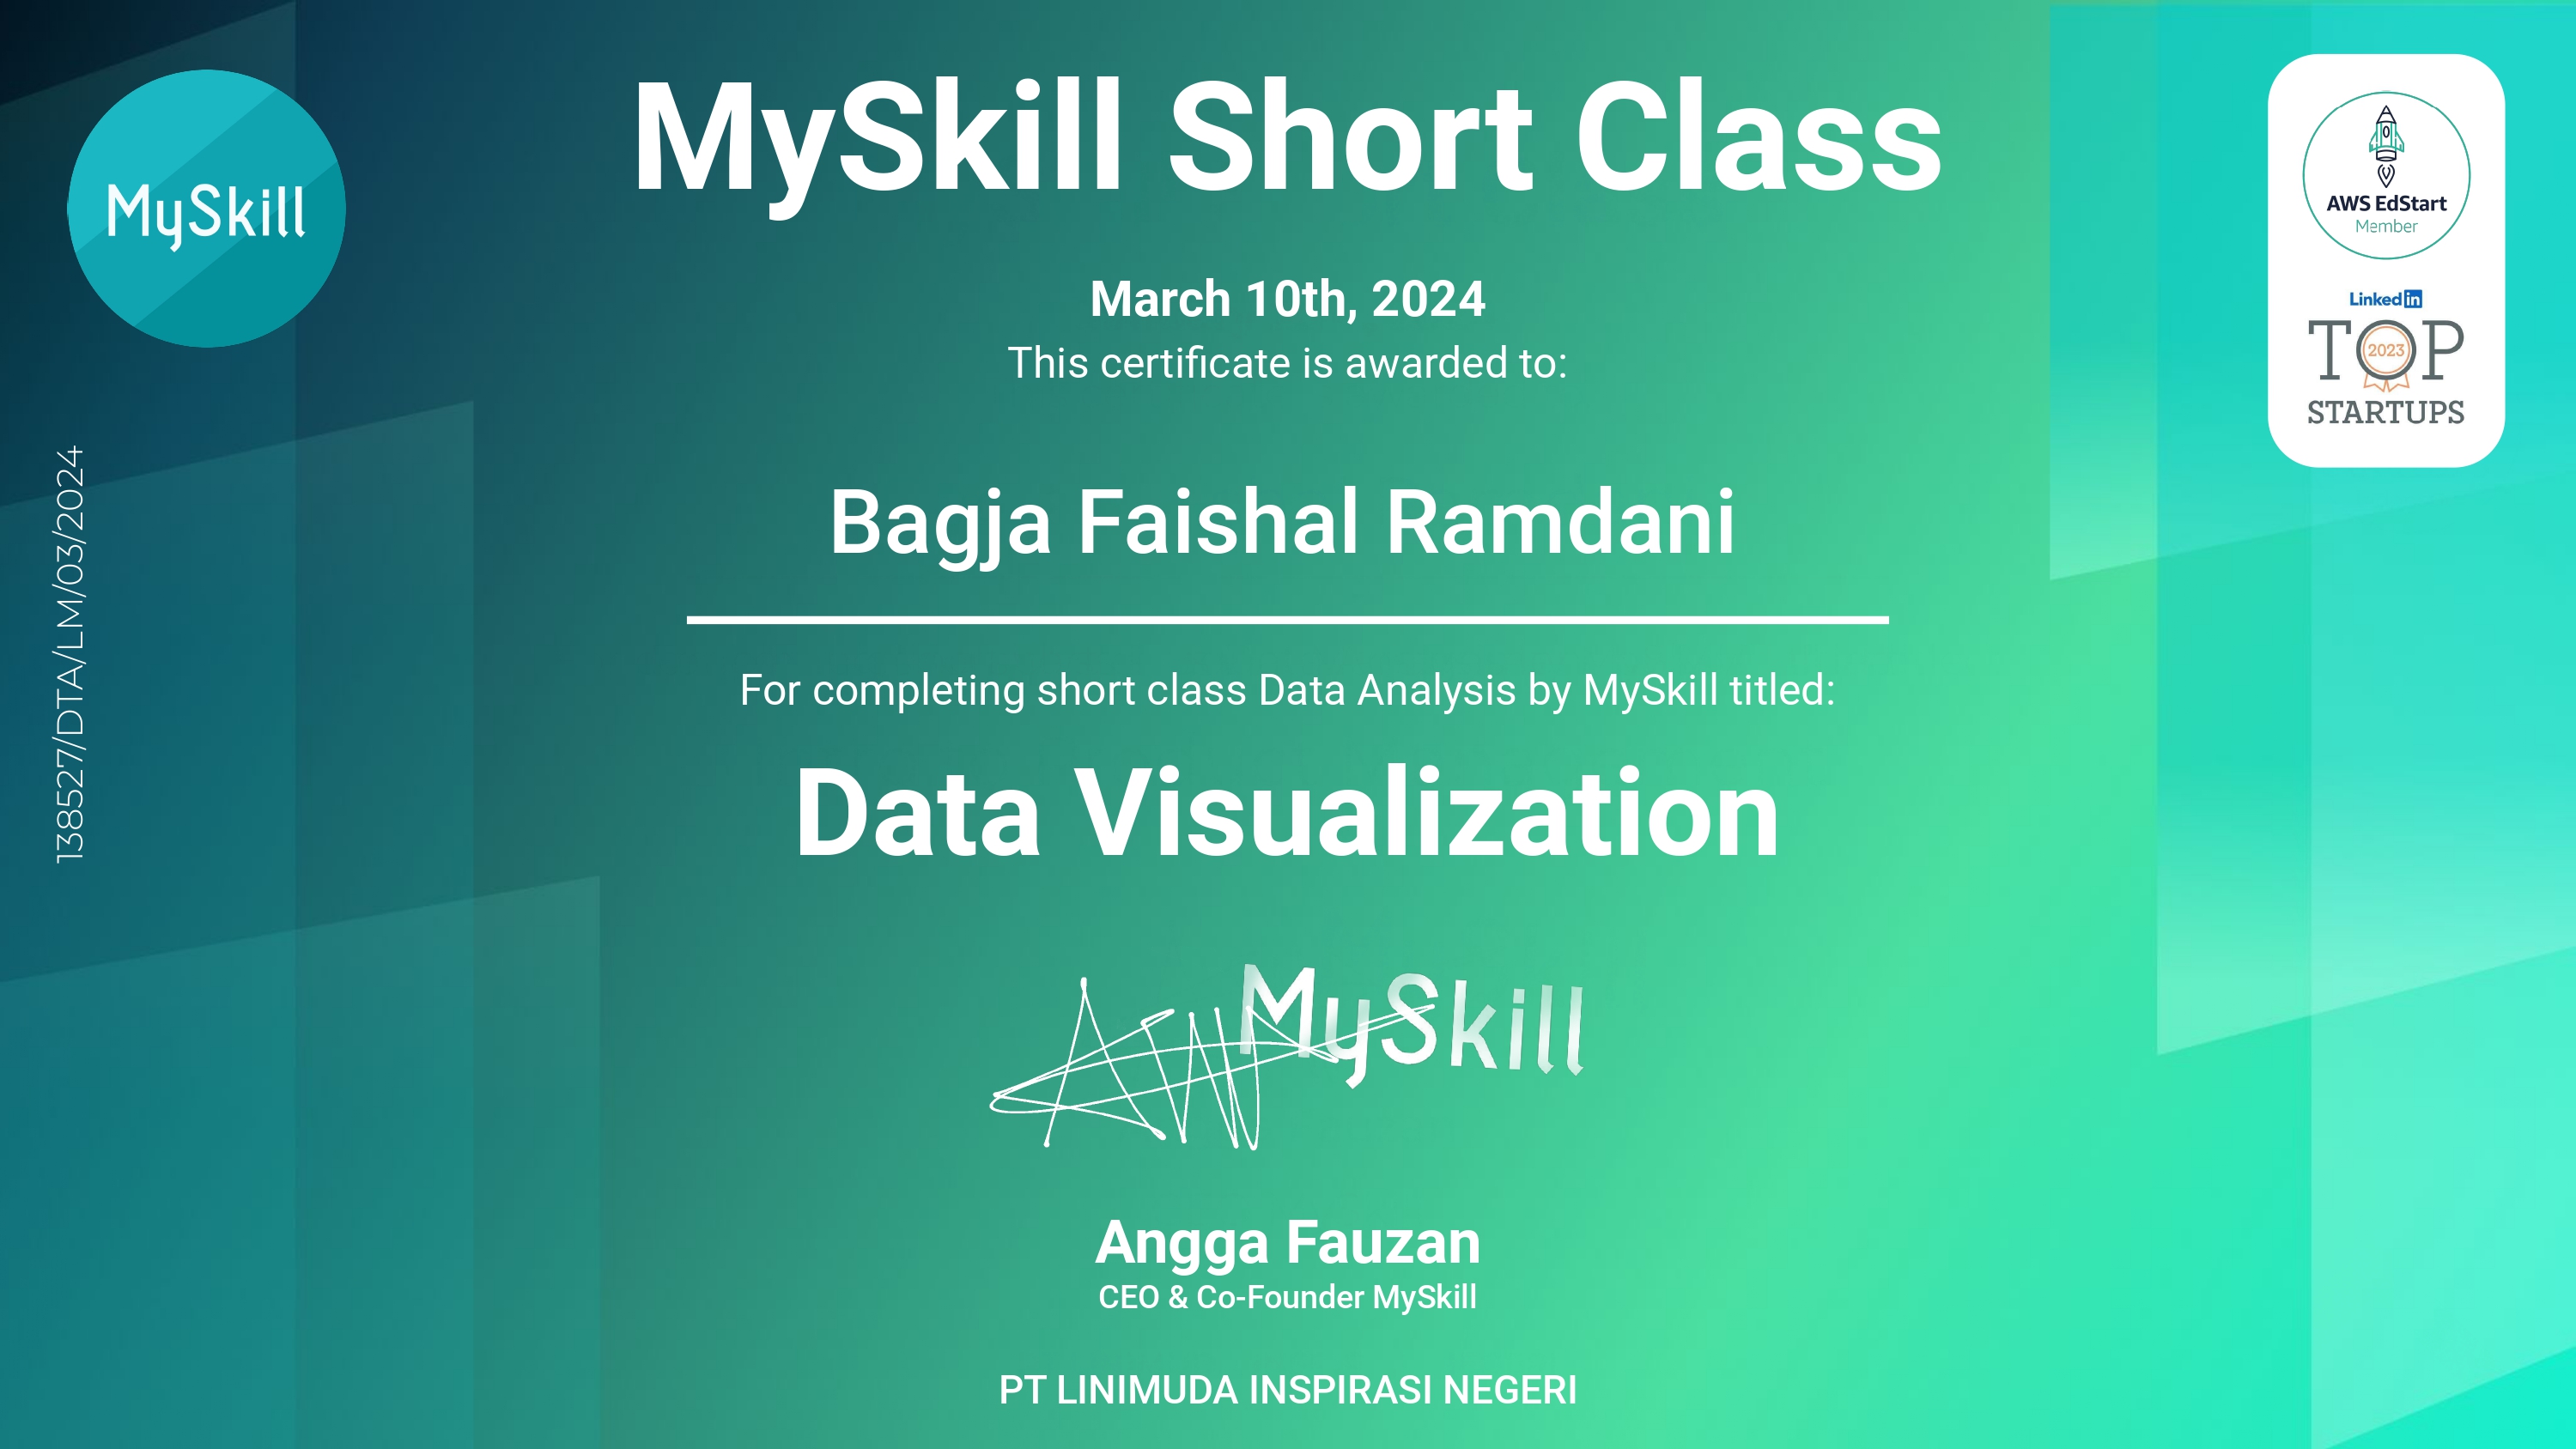 MySkill
MySkill Short Class
AWS EdStart
Member
Linked in
TOP
2023
STARTUPS
March 10th, 2024
This certificate is awarded to:
Bagja Faishal Ramdani
138527/DTA/LM/03/2024
For completing short class Data Analysis by MySkill titled:
Data Visualization
MySkill
Angga Fauzan
CEO & Co-Founder MySkill
PT LINIMUDA INSPIRASI NEGERI